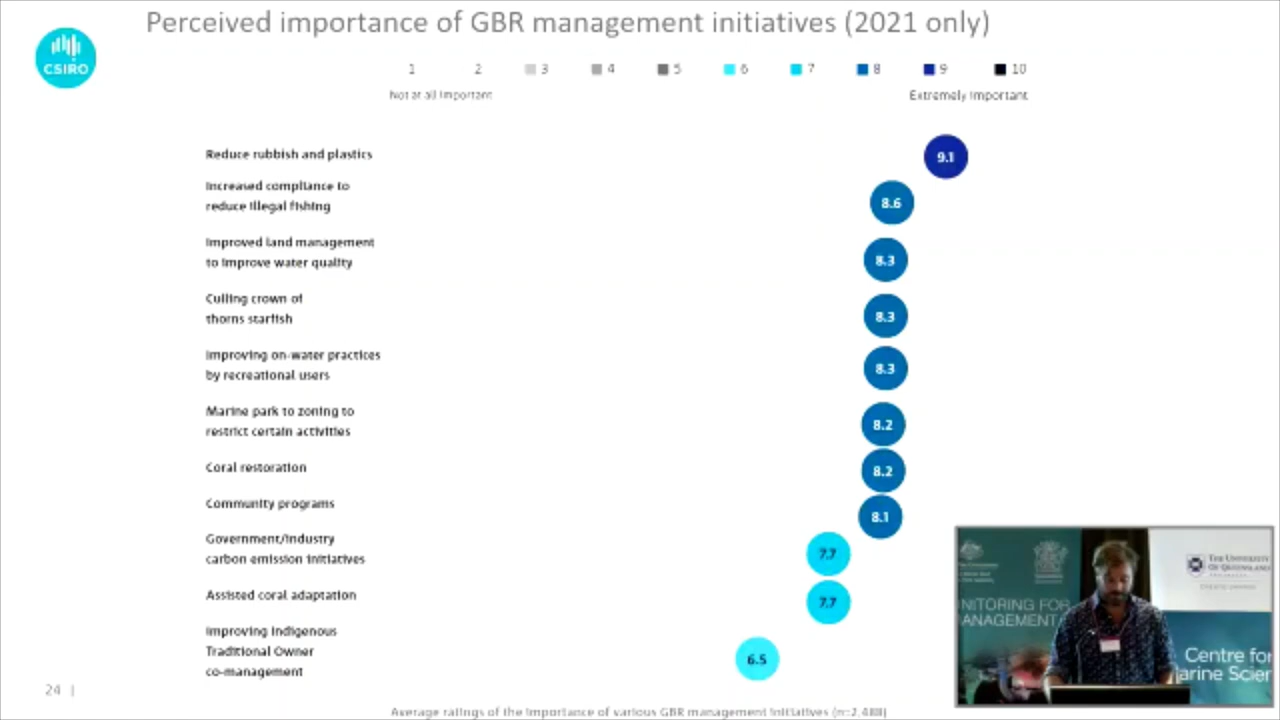 Perceived importance of GBR management initiatives (2021 only)
CSIRO
1 2 3 4 5 6 7 8 9 10
Not at all important Extremely important
Reduce rubbish and plastics 9.1
Increased compliance to
reduce illegal fishing 8.6
Improved land management
to improve water quality 8.3
Culling crown of
thorns starfish 8.3
Improving on-water practices
by recreational users 8.3
Marine park to zoning to
restrict certain activities 8.2
Coral restoration 8.2
Community programs 8.1
Government/Industry
carbon emission initiatives 7.7
Assisted coral adaptation 7.7
Improving Indigenous
Traditional Owner
co-management 6.5
24 |
Average ratings of the importance of various GBR management initiatives (n=2,488)
THE UNIVERSITY
OF QUEENSLAND
NITORING FOR
ANAGEMENT
Centre for
arine Scien